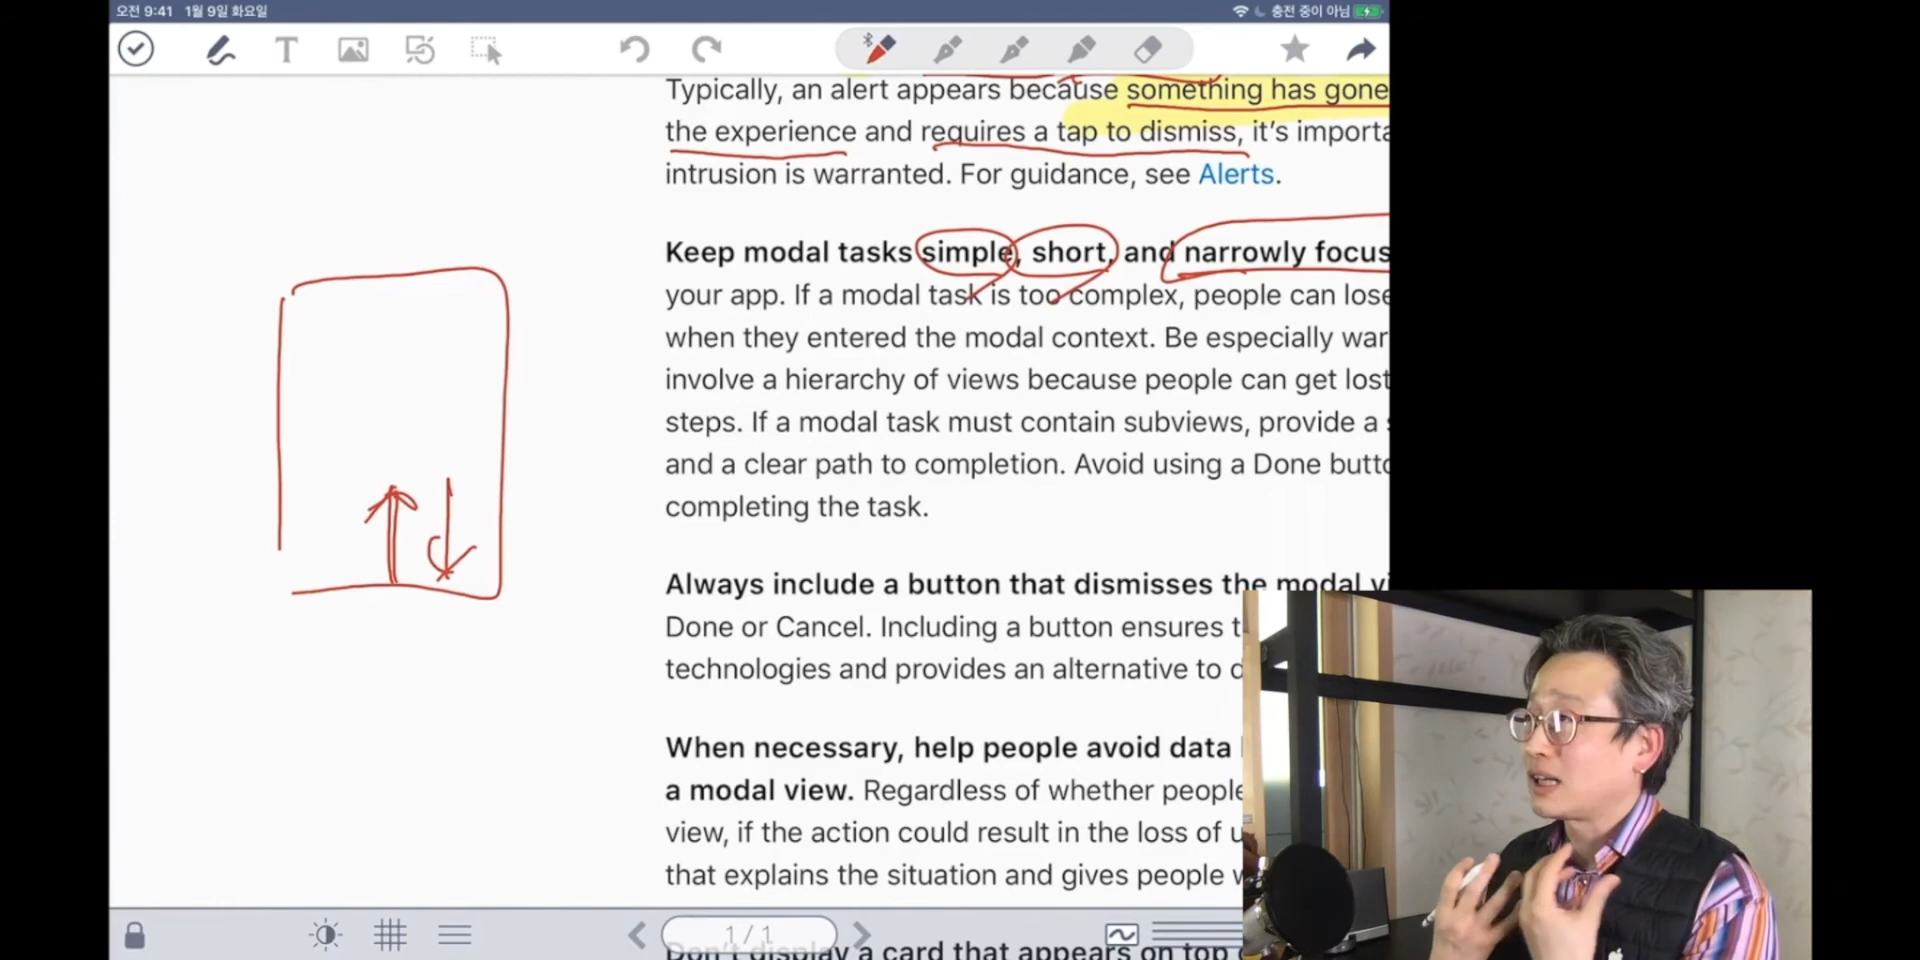 오전 9:41 1월 9일 화요일
충전 중이 아님
T
Typically, an alert appears because something has gone
the experience and requires a tap to dismiss, it's importa
intrusion is warranted. For guidance, see Alerts.
Keep modal tasks simple, short, and narrowly focus
your app. If a modal task is too complex, people can lose
when they entered the modal context. Be especially war
involve a hierarchy of views because people can get lost
steps. If a modal task must contain subviews, provide a s
and a clear path to completion. Avoid using a Done butto
completing the task.
Always include a button that dismisses the modal vi
Done or Cancel. Including a button ensures t
technologies and provides an alternative to d
When necessary, help people avoid data l
a modal view. Regardless of whether people
view, if the action could result in the loss of u
that explains the situation and gives people w
1 / 1
Don't display a card that appears on top o